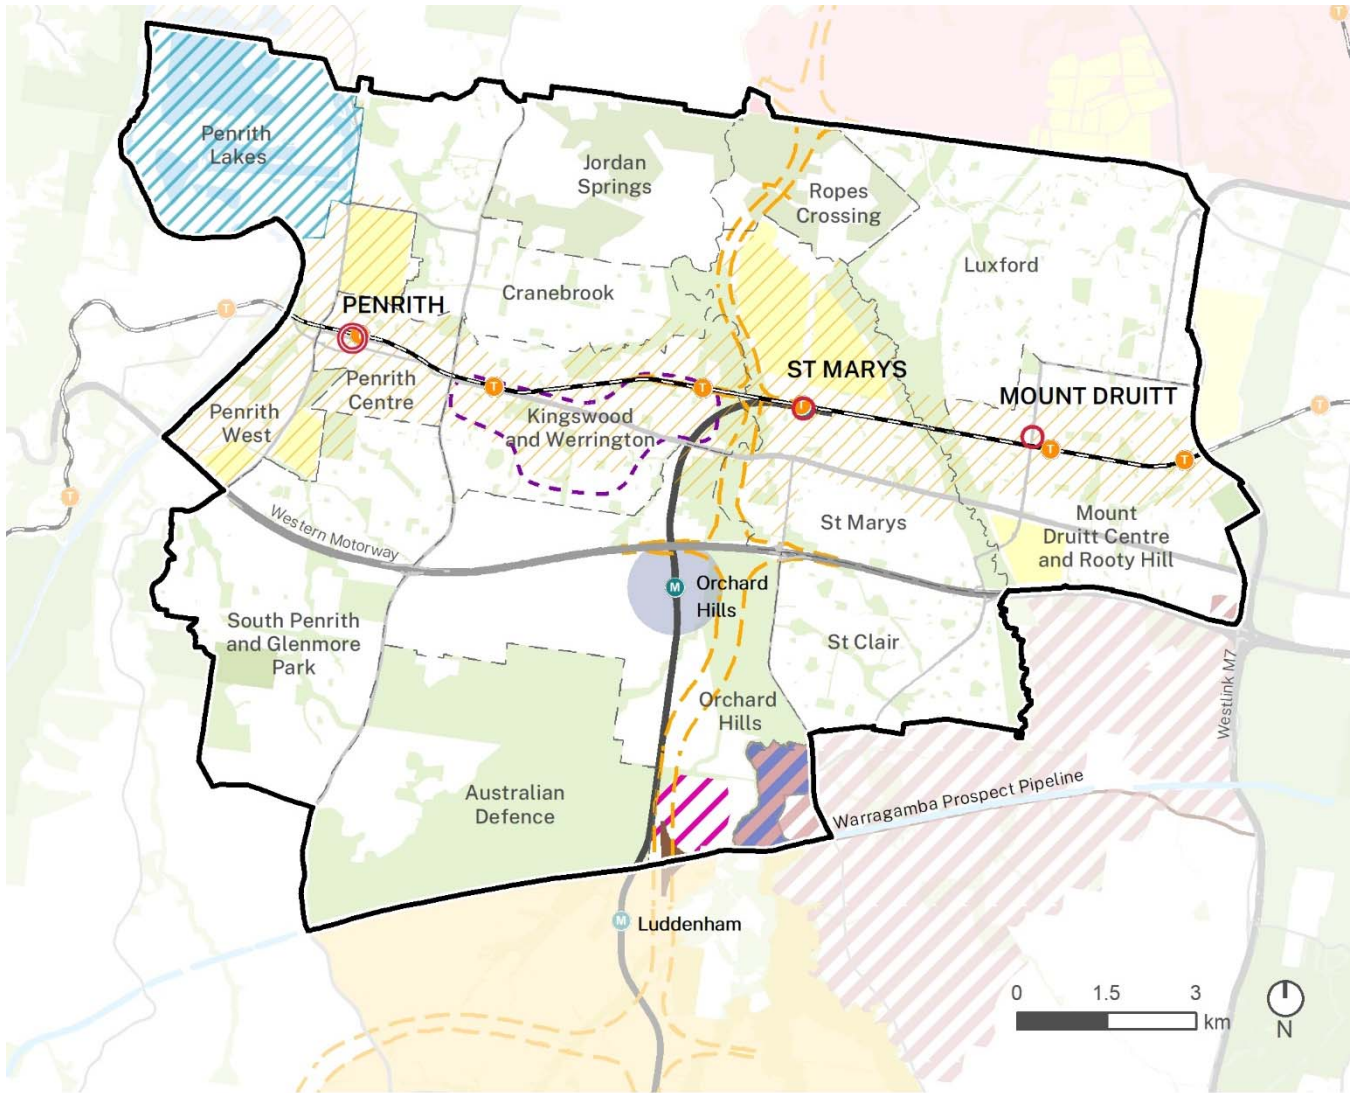 T
Penrith
Lakes
Jordan
Springs
Ropes
Crossing
Luxford
Cranebrook
T
PENRITH
T
Penrith
Centre
T
T
ST MARYS
T
MOUNT DRUITT
T
Penrith
West
Kingswood
and Werrington
T
T
T
Western Motorway
St Marys
Mount
Druitt Centre
and Rooty Hill
M
Orchard
Hills
South Penrith
and Glenmore
Park
St Clair
Westlink M7
Orchard
Hills
Australian
Defence
Warragamba Prospect Pipeline
M
Luddenham
0 1.5 3
km
N